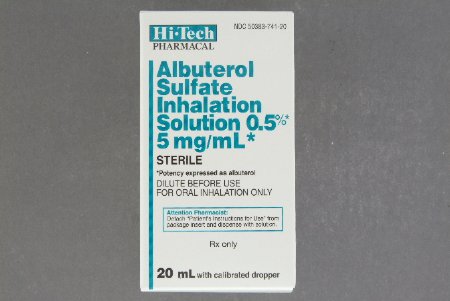 NDC 50383-741-20
Hi·Tech
PHARMACAL
Albuterol
Sulfate
Inhalation
Solution 0.5%*
5 mg/mL*
STERILE
*Potency expressed as albuterol
DILUTE BEFORE USE
FOR ORAL INHALATION ONLY
Attention Pharmacist:
Detach "Patient's Instructions for Use" from
package insert and dispense with solution.
Rx only
20 mL with calibrated dropper